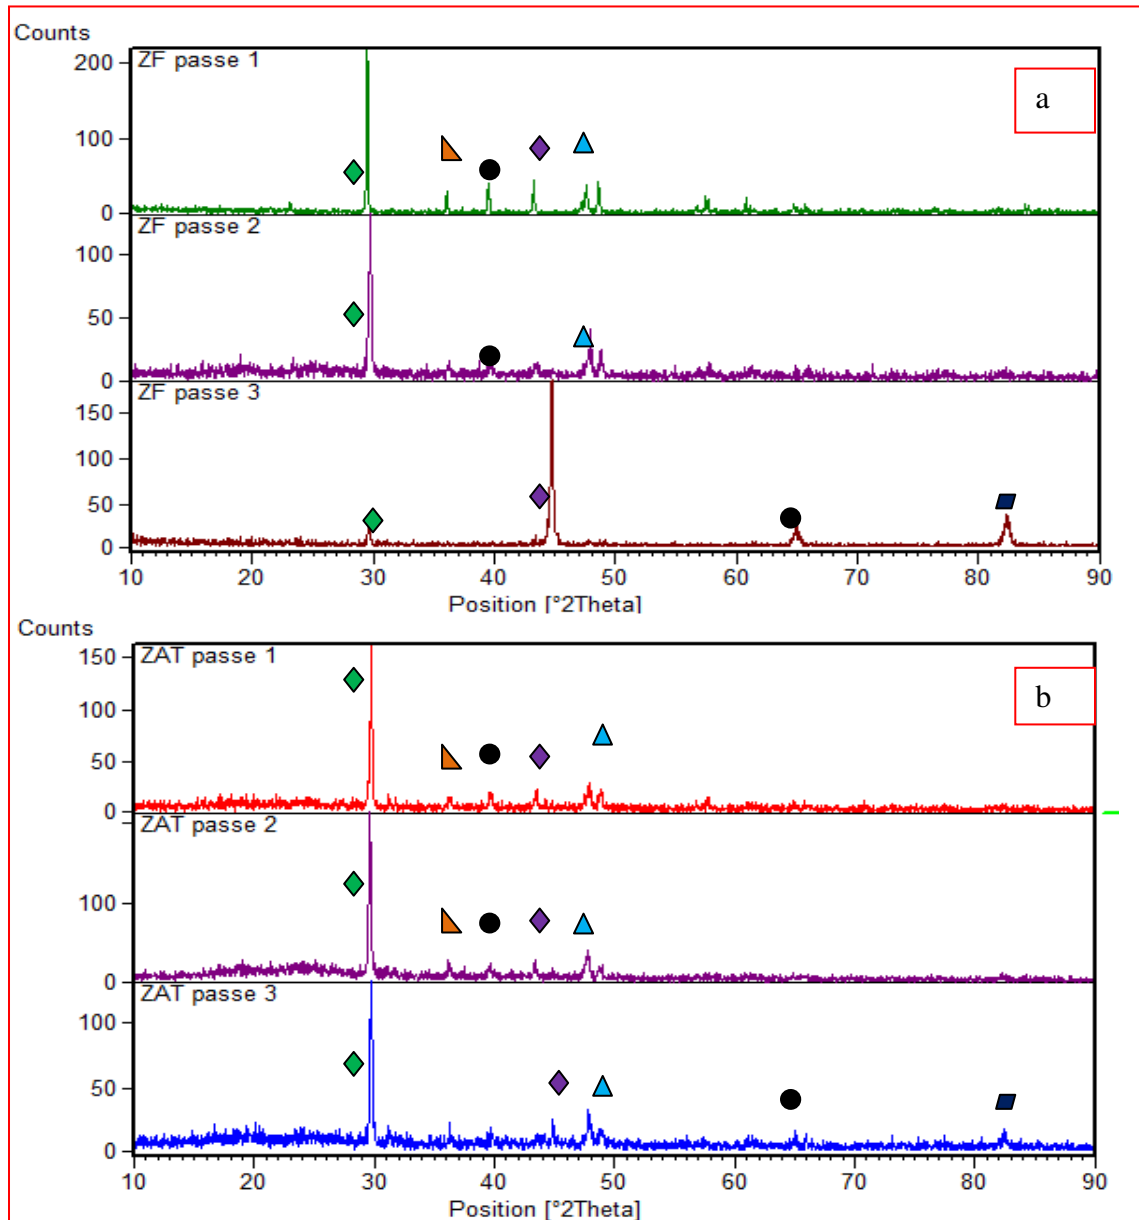 Counts
ZF passe 1
a
200
100
0
ZF passe 2
100
50
0
ZF passe 3
150
100
50
0
10 20 30 40 50 60 70 80 90
Position [°2Theta]
Counts
ZAT passe 1
b
150
100
50
0
ZAT passe 2
100
0
ZAT passe 3
100
50
0
10 20 30 40 50 60 70 80 90
Position [°2Theta]